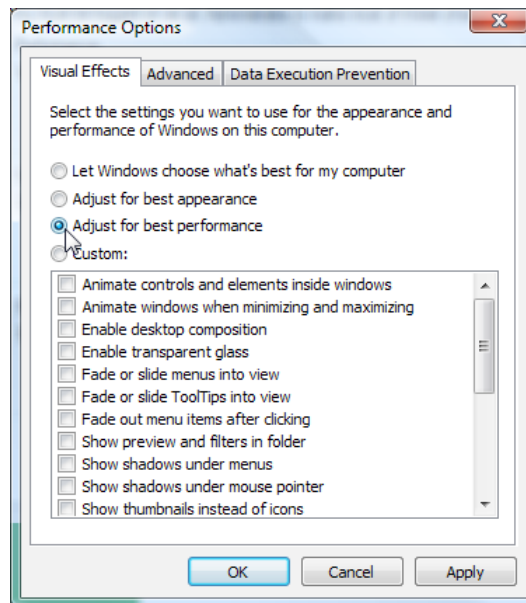 Performance Options
Visual Effects Advanced Data Execution Prevention
Select the settings you want to use for the appearance and
performance of Windows on this computer.
Let Windows choose what's best for my computer
Adjust for best appearance
Adjust for best performance
Custom:
Animate controls and elements inside windows
Animate windows when minimizing and maximizing
Enable desktop composition
Enable transparent glass
Fade or slide menus into view
Fade or slide ToolTips into view
Fade out menu items after clicking
Show preview and filters in folder
Show shadows under menus
Show shadows under mouse pointer
Show thumbnails instead of icons
OK Cancel Apply